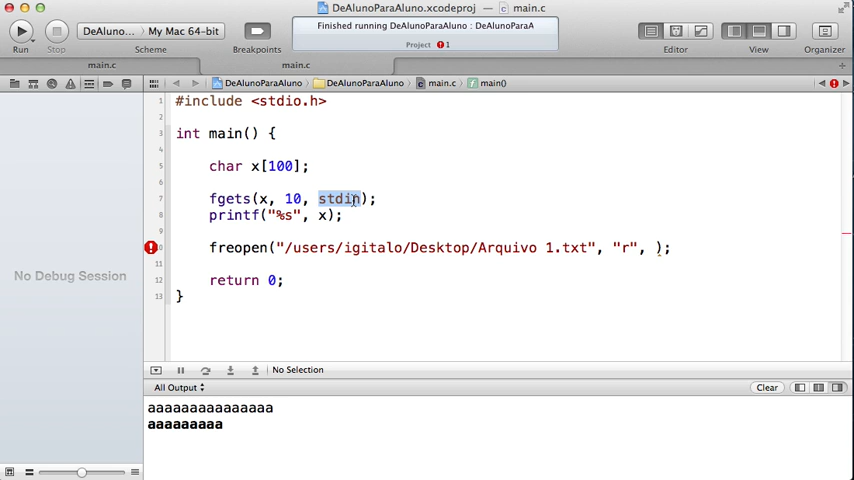 DeAlunoParaAluno.xcodeproj — main.c
Finished running DeAlunoParaAluno : DeAlunoParaA
Project 1
DeAluno... My Mac 64-bit
Run Stop Scheme Breakpoints Editor View Organizer
main.c main.c
DeAlunoParaAluno DeAlunoParaAluno main.c main()
1 #include <stdio.h>
2
3 int main() {
4
5 char x[100];
6
7 fgets(x, 10, stdin);
8 printf("%s", x);
9
10 freopen("/users/igitalo/Desktop/Arquivo 1.txt", "r", );
11
12 return 0;
13 }
No Debug Session
No Selection
All Output Clear
aaaaaaaaaaaaaaa
aaaaaaaaa